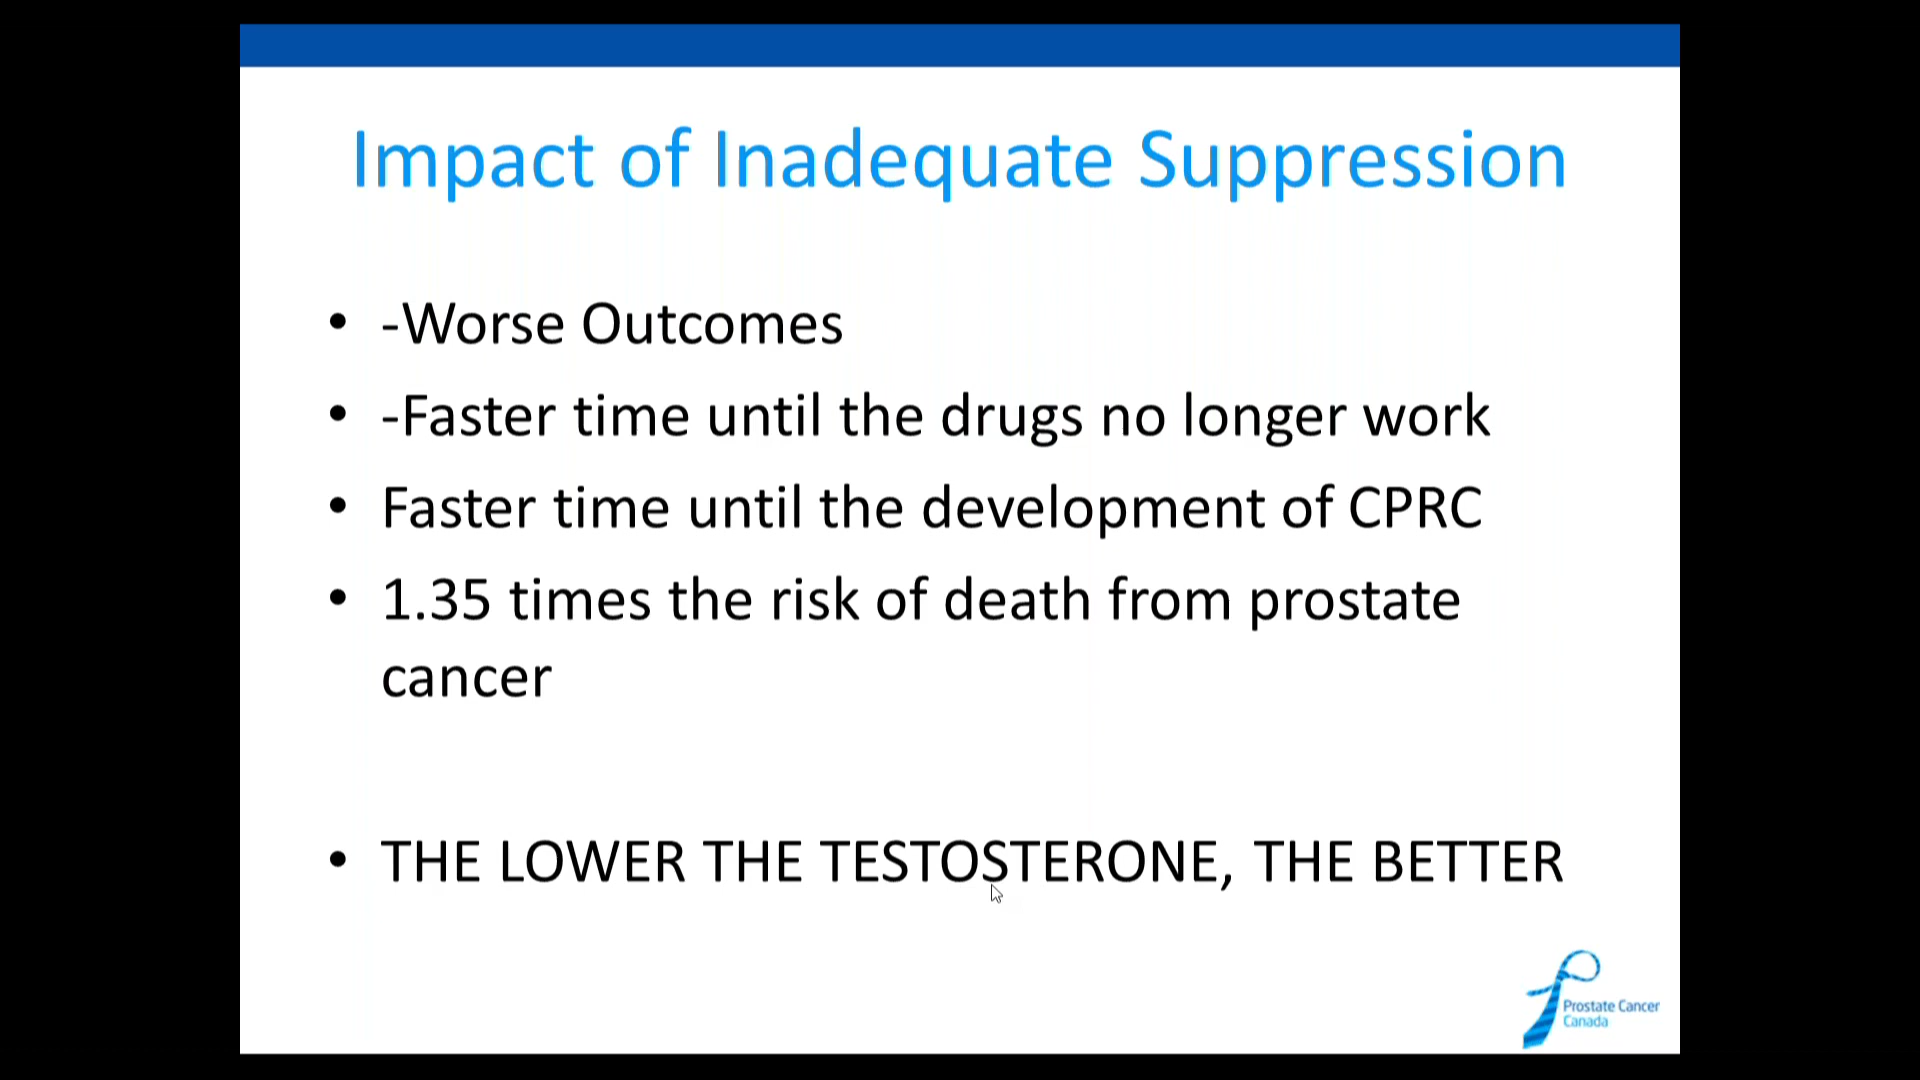 Impact of Inadequate Suppression
• -Worse Outcomes
• -Faster time until the drugs no longer work
• Faster time until the development of CPRC
• 1.35 times the risk of death from prostate
cancer
• THE LOWER THE TESTOSTERONE, THE BETTER
Prostate Cancer
Canada